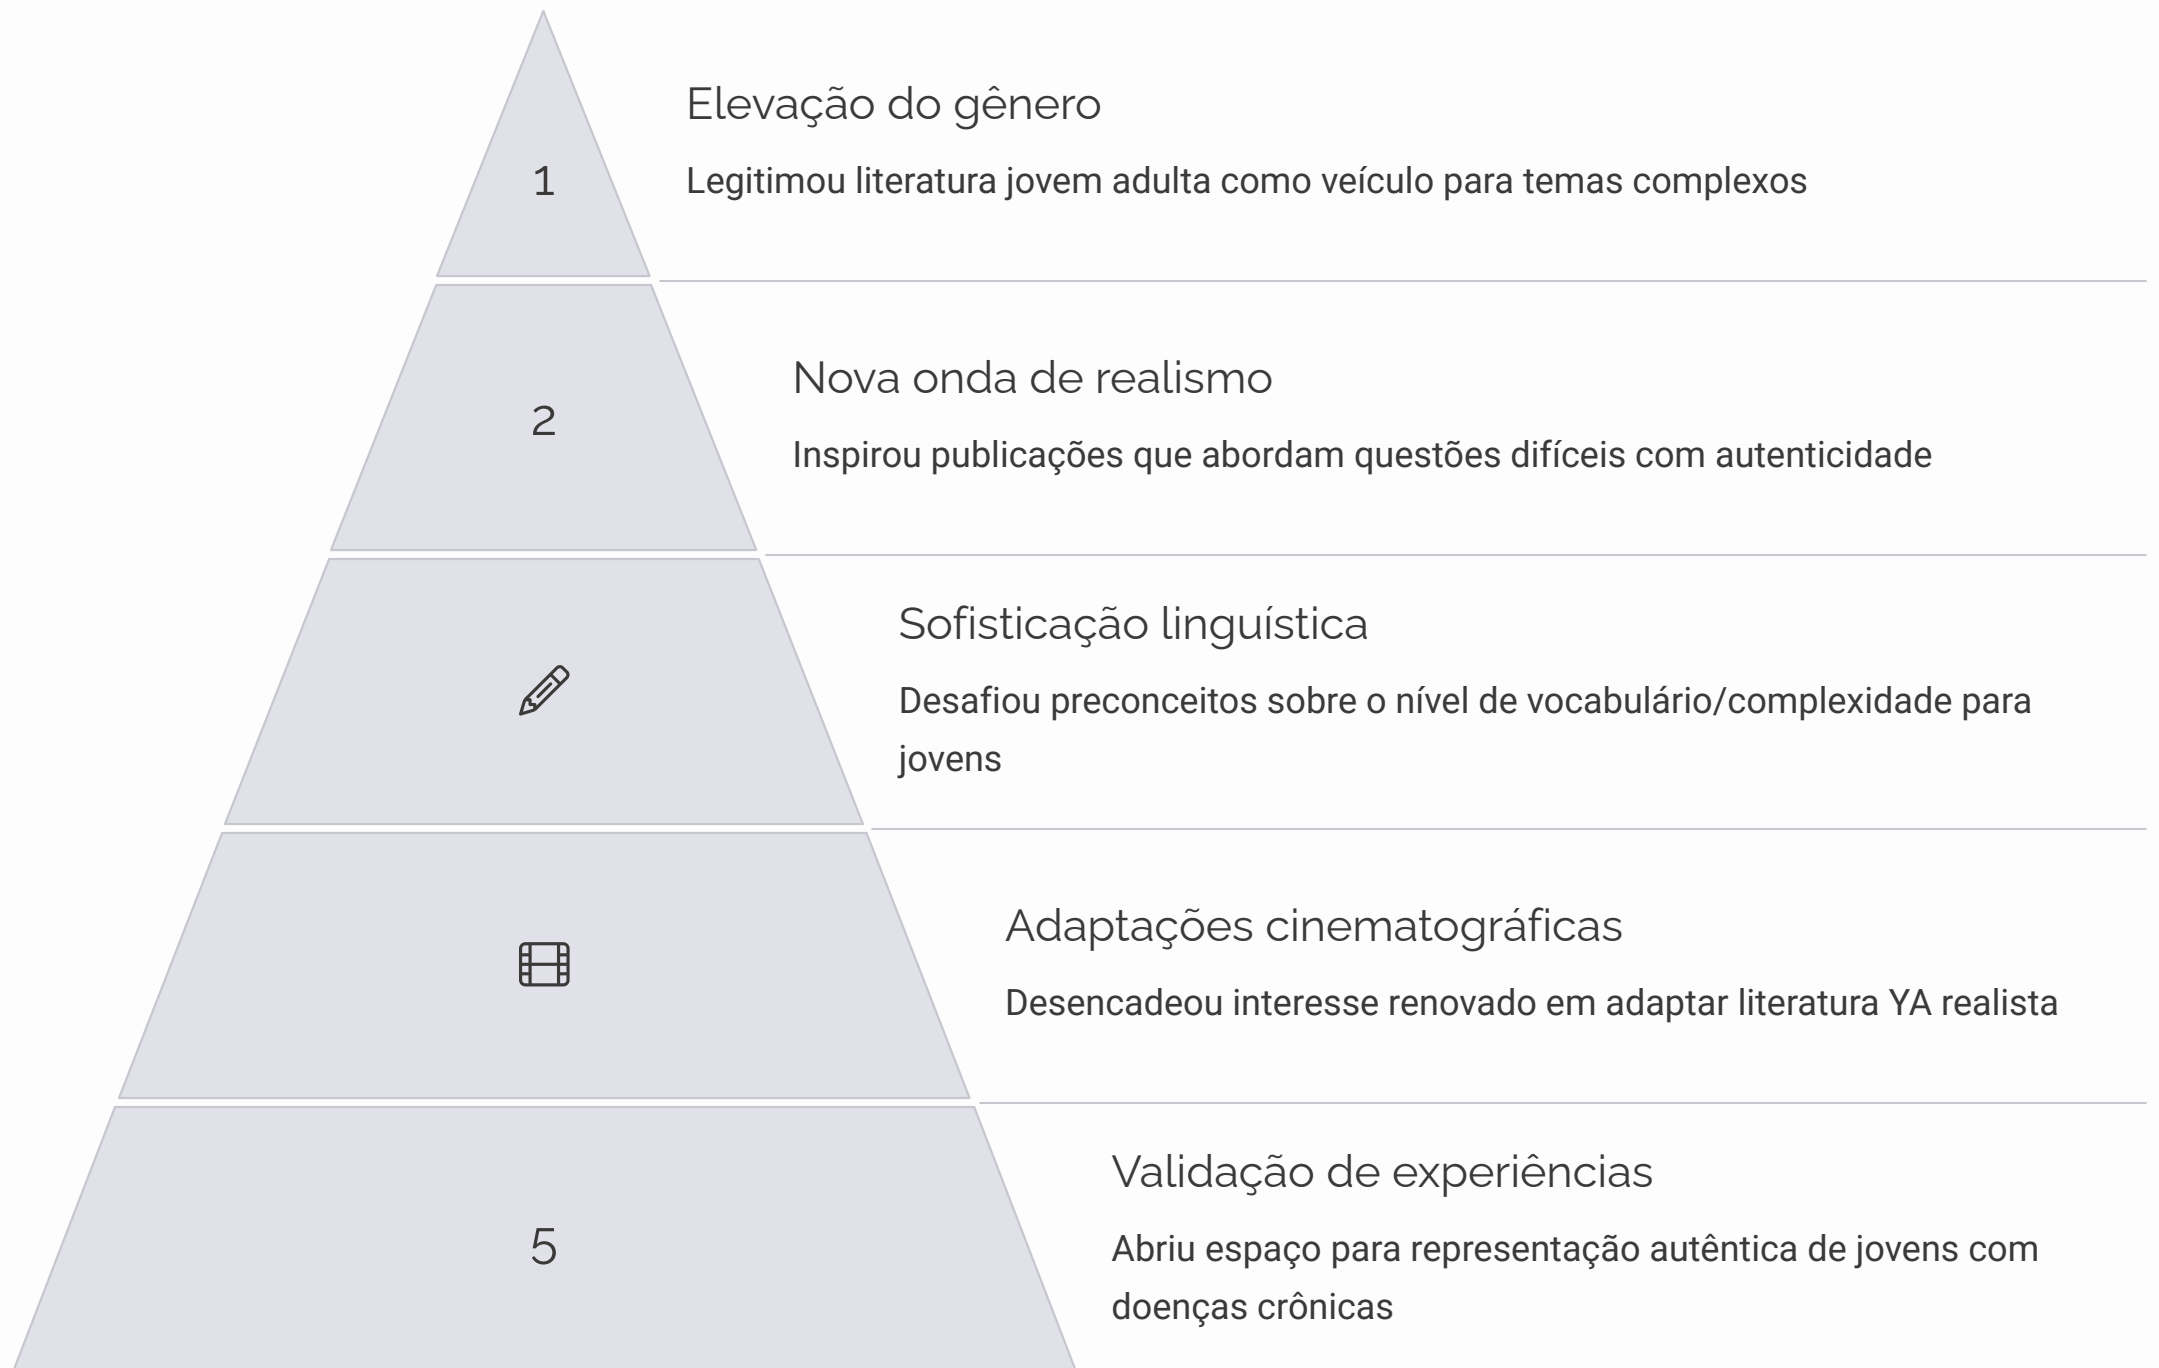 1
Elevação do gênero
Legitimou literatura jovem adulta como veículo para temas complexos
2
Nova onda de realismo
Inspirou publicações que abordam questões difíceis com autenticidade
Sofisticação linguística
Desafiou preconceitos sobre o nível de vocabulário/complexidade para
jovens
Adaptações cinematográficas
Desencadeou interesse renovado em adaptar literatura YA realista
5
Validação de experiências
Abriu espaço para representação autêntica de jovens com
doenças crônicas